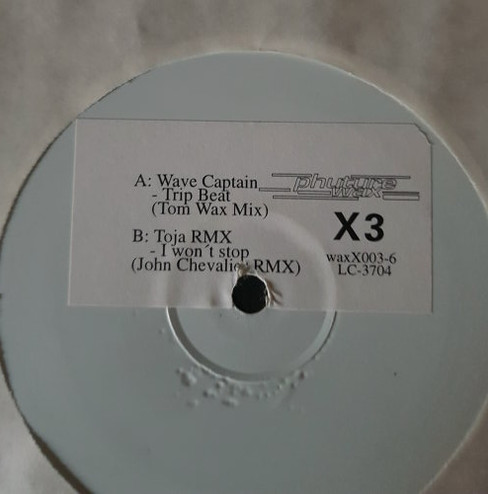 A: Wave Captain
- Trip Beat
(Tom Wax Mix)
B: Toja RMX
- I won´t stop
(John Chevalier RMX)
phuture
wax
X3
waxX003-6
LC-3704